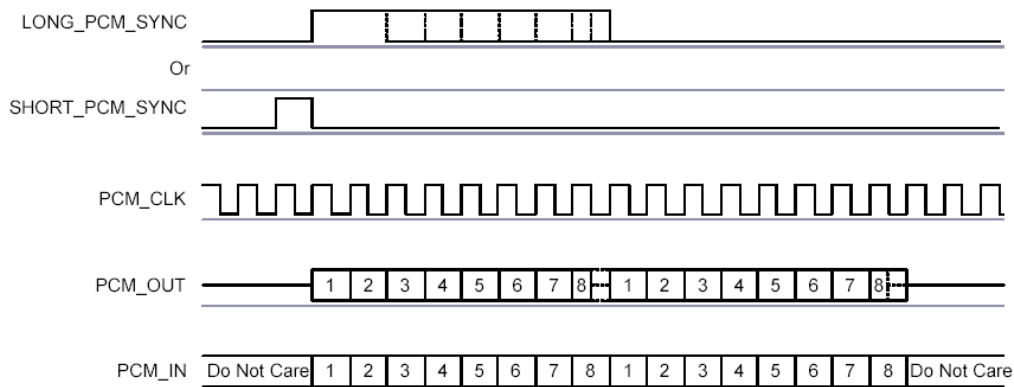 LONG_PCM_SYNC
Or
SHORT_PCM_SYNC
PCM_CLK
PCM_OUT 1 2 3 4 5 6 7 8 1 2 3 4 5 6 7 8
PCM_IN Do Not Care 1 2 3 4 5 6 7 8 1 2 3 4 5 6 7 8 Do Not Care